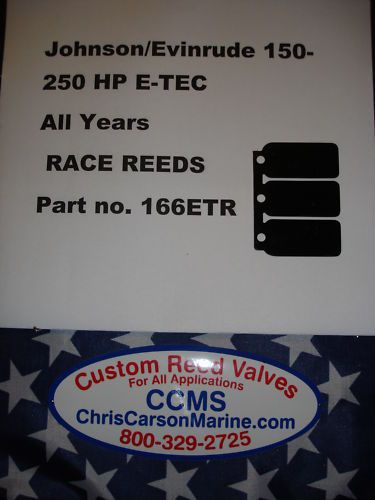 Johnson/Evinrude 150-
250 HP E-TEC
All Years
RACE REEDS
Part no. 166ETR
Custom Reed Valves
For All Applications
CCMS
ChrisCarsonMarine.com
800-329-2725